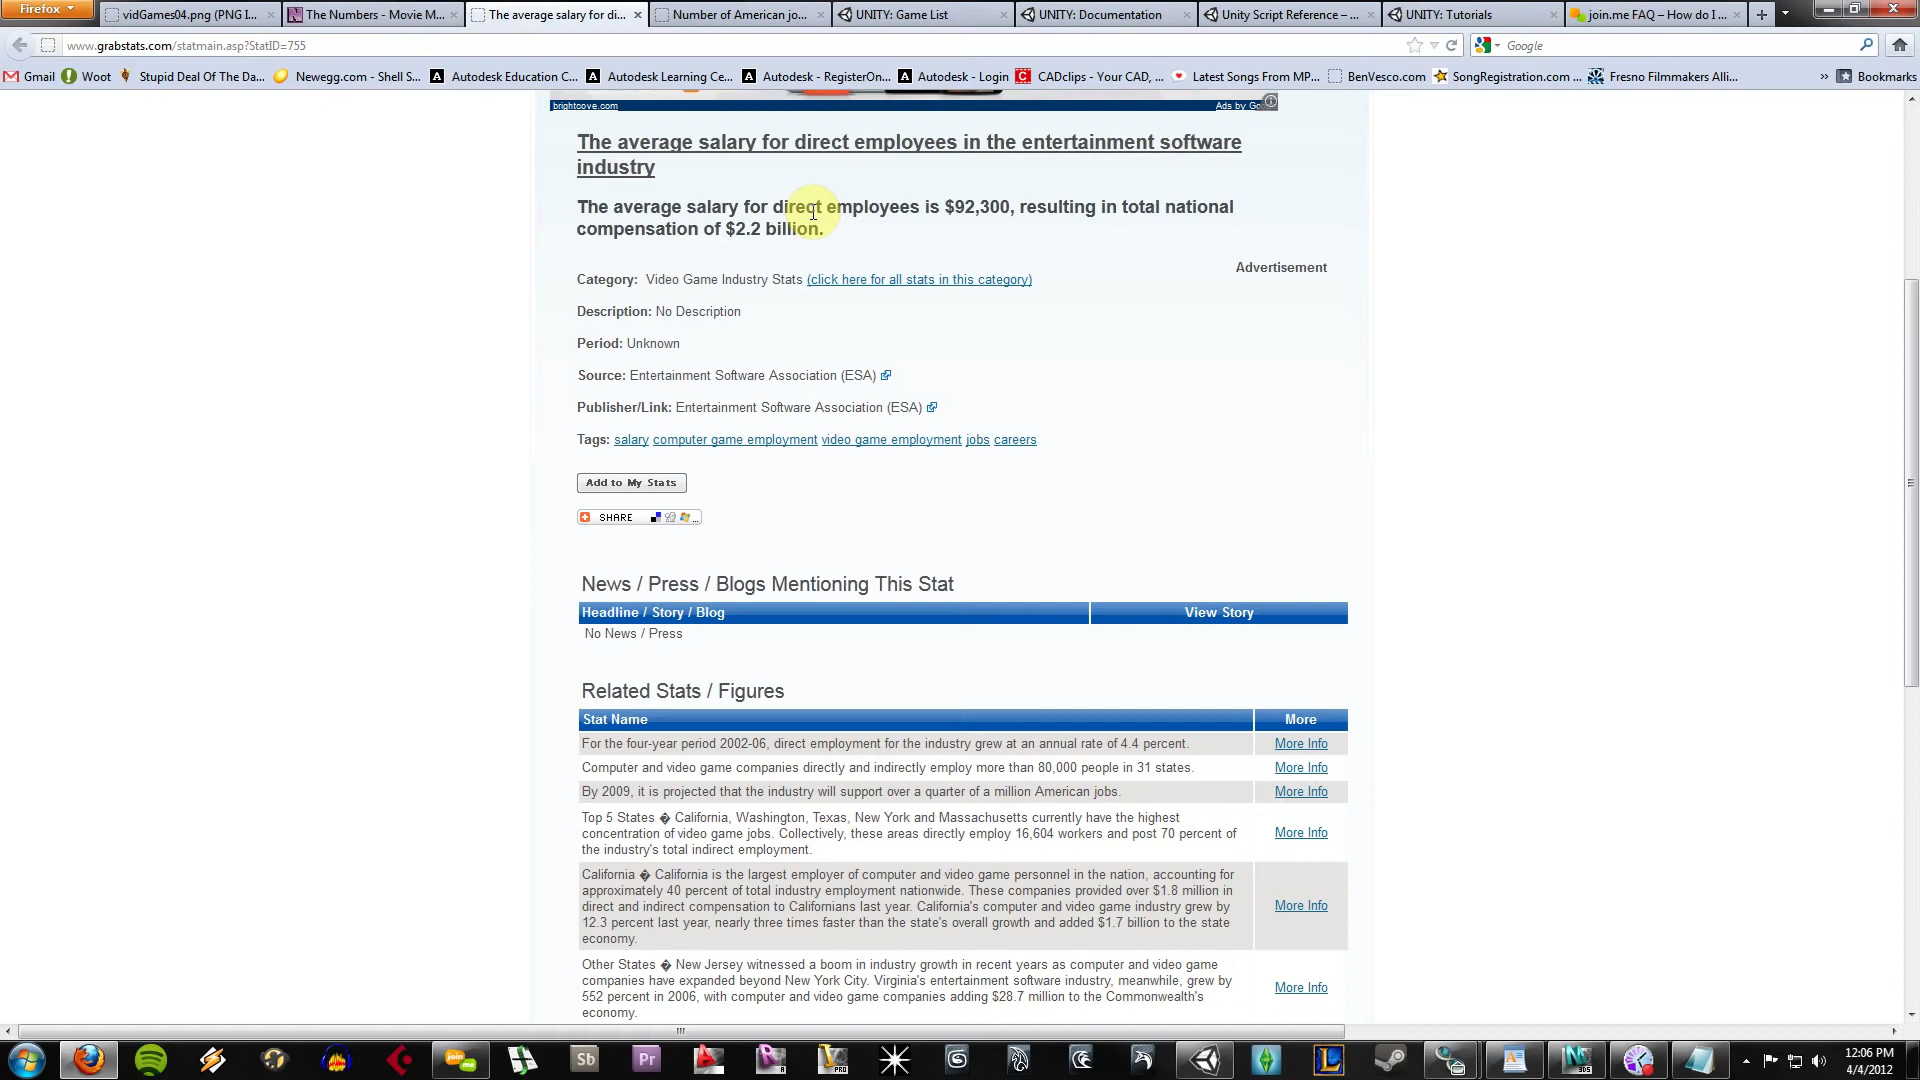 Firefox
vidGames04.png (PNG I...
The Numbers - Movie M...
The average salary for di...
Number of American jo...
UNITY: Game List
UNITY: Documentation
Unity Script Reference – ...
UNITY: Tutorials
join.me FAQ – How do I ...
www.grabstats.com/statmain.asp?StatID=755
Google
Gmail
Woot
Stupid Deal Of The Da...
Newegg.com - Shell S...
Autodesk Education C...
Autodesk Learning Ce...
Autodesk - RegisterOn...
Autodesk - Login
CADclips - Your CAD, ...
Latest Songs From MP...
BenVesco.com
SongRegistration.com ...
Fresno Filmmakers Alli...
Bookmarks
brightcove.com
Ads by Go
The average salary for direct employees in the entertainment software
industry
The average salary for direct employees is $92,300, resulting in total national
compensation of $2.2 billion.
Advertisement
Category: Video Game Industry Stats (click here for all stats in this category)
Description: No Description
Period: Unknown
Source: Entertainment Software Association (ESA)
Publisher/Link: Entertainment Software Association (ESA)
Tags: salary computer game employment video game employment jobs careers
Add to My Stats
SHARE
News / Press / Blogs Mentioning This Stat
Headline / Story / Blog
View Story
No News / Press
Related Stats / Figures
Stat Name
More
For the four-year period 2002-06, direct employment for the industry grew at an annual rate of 4.4 percent.
More Info
Computer and video game companies directly and indirectly employ more than 80,000 people in 31 states.
More Info
By 2009, it is projected that the industry will support over a quarter of a million American jobs.
More Info
Top 5 States � California, Washington, Texas, New York and Massachusetts currently have the highest
concentration of video game jobs. Collectively, these areas directly employ 16,604 workers and post 70 percent of
the industry's total indirect employment.
More Info
California � California is the largest employer of computer and video game personnel in the nation, accounting for
approximately 40 percent of total industry employment nationwide. These companies provided over $1.8 million in
direct and indirect compensation to Californians last year. California's computer and video game industry grew by
12.3 percent last year, nearly three times faster than the state's overall growth and added $1.7 billion to the state
economy.
More Info
Other States � New Jersey witnessed a boom in industry growth in recent years as computer and video game
companies have expanded beyond New York City. Virginia's entertainment software industry, meanwhile, grew by
552 percent in 2006, with computer and video game companies adding $28.7 million to the Commonwealth's
economy.
More Info
join me
Sb
Pr
PRO
L
3DS
12:06 PM
4/4/2012